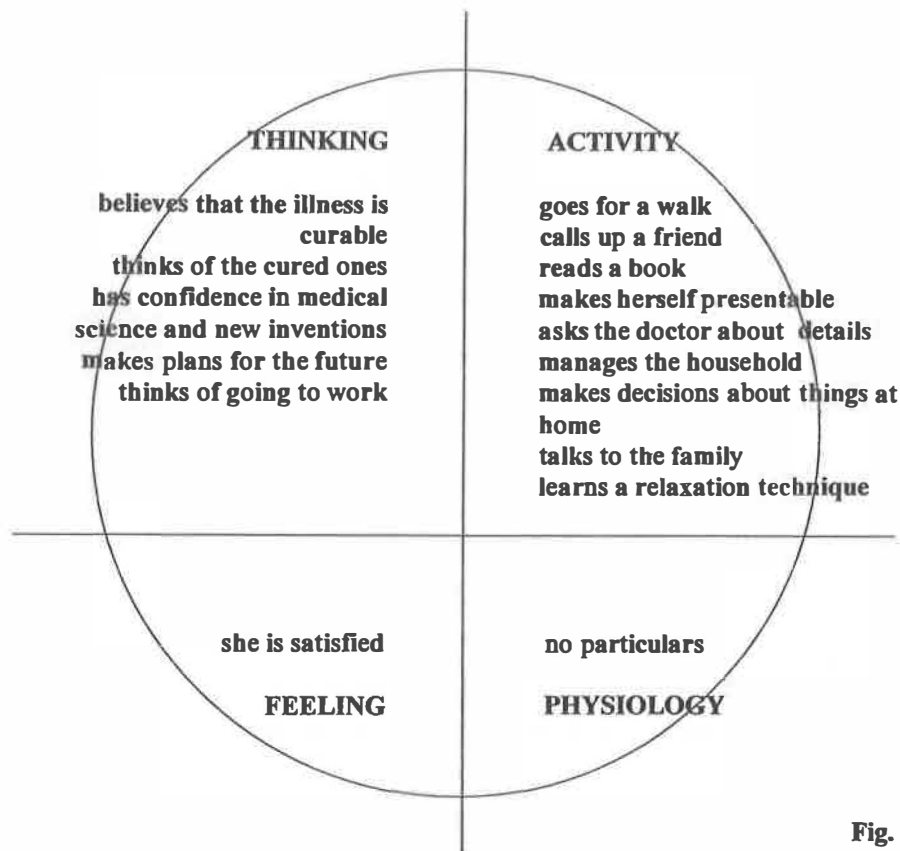 THINKING
believes that the illness is
curable
thinks of the cured ones
has confidence in medical
science and new inventions
makes plans for the future
thinks of going to work
ACTIVITY
goes for a walk
calls up a friend
reads a book
makes herself presentable
asks the doctor about details
manages the household
makes decisions about things at
home
talks to the family
learns a relaxation technique
she is satisfied
FEELING
no particulars
PHYSIOLOGY
Fig.